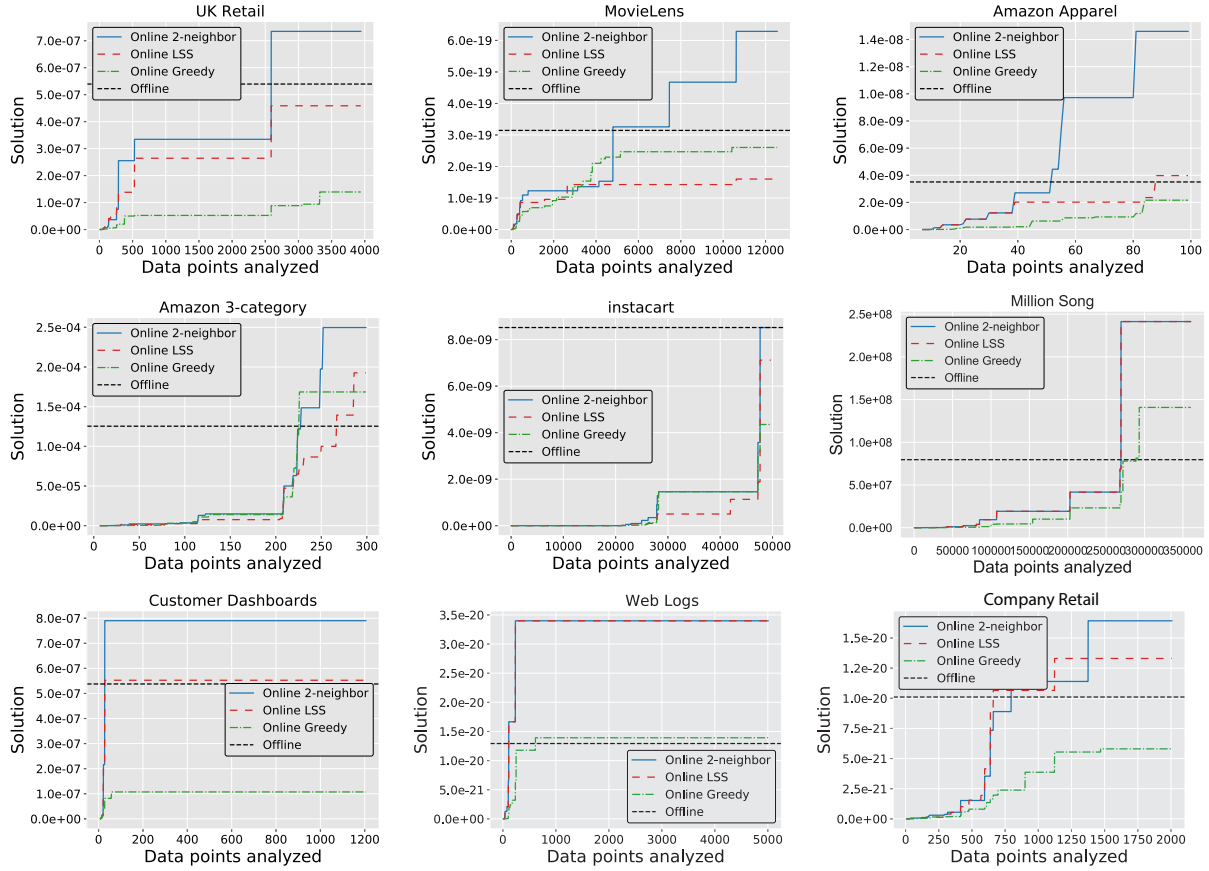 UK Retail
Solution
7.0e-07
6.0e-07
5.0e-07
4.0e-07
3.0e-07
2.0e-07
1.0e-07
0.0e+00
Online 2-neighbor
Online LSS
Online Greedy
Offline
0 500 1000 1500 2000 2500 3000 3500 4000
Data points analyzed
MovieLens
Solution
6.0e-19
5.0e-19
4.0e-19
3.0e-19
2.0e-19
1.0e-19
0.0e+00
Online 2-neighbor
Online LSS
Online Greedy
Offline
0 2000 4000 6000 8000 10000 12000
Data points analyzed
Amazon Apparel
Solution
1.4e-08
1.2e-08
1.0e-08
8.0e-09
6.0e-09
4.0e-09
2.0e-09
0.0e+00
Online 2-neighbor
Online LSS
Online Greedy
Offline
20 40 60 80 100
Data points analyzed
Amazon 3-category
Solution
2.5e-04
2.0e-04
1.5e-04
1.0e-04
5.0e-05
0.0e+00
Online 2-neighbor
Online LSS
Online Greedy
Offline
0 50 100 150 200 250 300
Data points analyzed
instacart
Solution
8.0e-09
6.0e-09
4.0e-09
2.0e-09
0.0e+00
Online 2-neighbor
Online LSS
Online Greedy
Offline
0 10000 20000 30000 40000 50000
Data points analyzed
Million Song
Solution
2.5e+08
2.0e+08
1.5e+08
1.0e+08
5.0e+07
0.0e+00
Online 2-neighbor
Online LSS
Online Greedy
Offline
0 50000 100000 150000 200000 250000 300000 350000
Data points analyzed
Customer Dashboards
Solution
8.0e-07
7.0e-07
6.0e-07
5.0e-07
4.0e-07
3.0e-07
2.0e-07
1.0e-07
0.0e+00
Online 2-neighbor
Online LSS
Online Greedy
Offline
0 200 400 600 800 1000 1200
Data points analyzed
Web Logs
Solution
3.5e-20
3.0e-20
2.5e-20
2.0e-20
1.5e-20
1.0e-20
5.0e-21
0.0e+00
Online 2-neighbor
Online LSS
Online Greedy
Offline
0 1000 2000 3000 4000 5000
Data points analyzed
Company Retail
Solution
1.5e-20
1.2e-20
1.0e-20
7.5e-21
5.0e-21
2.5e-21
0.0e+00
Online 2-neighbor
Online LSS
Online Greedy
Offline
0 250 500 750 1000 1250 1500 1750 2000
Data points analyzed